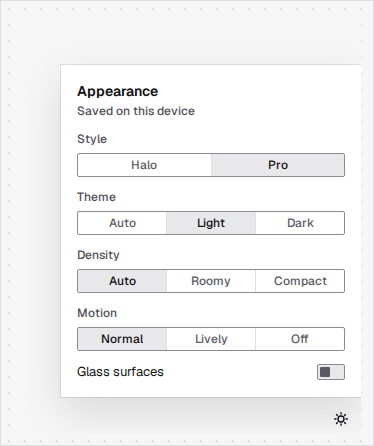 Appearance
Saved on this device
Style
Halo Pro
Theme
Auto Light Dark
Density
Auto Roomy Compact
Motion
Normal Lively Off
Glass surfaces